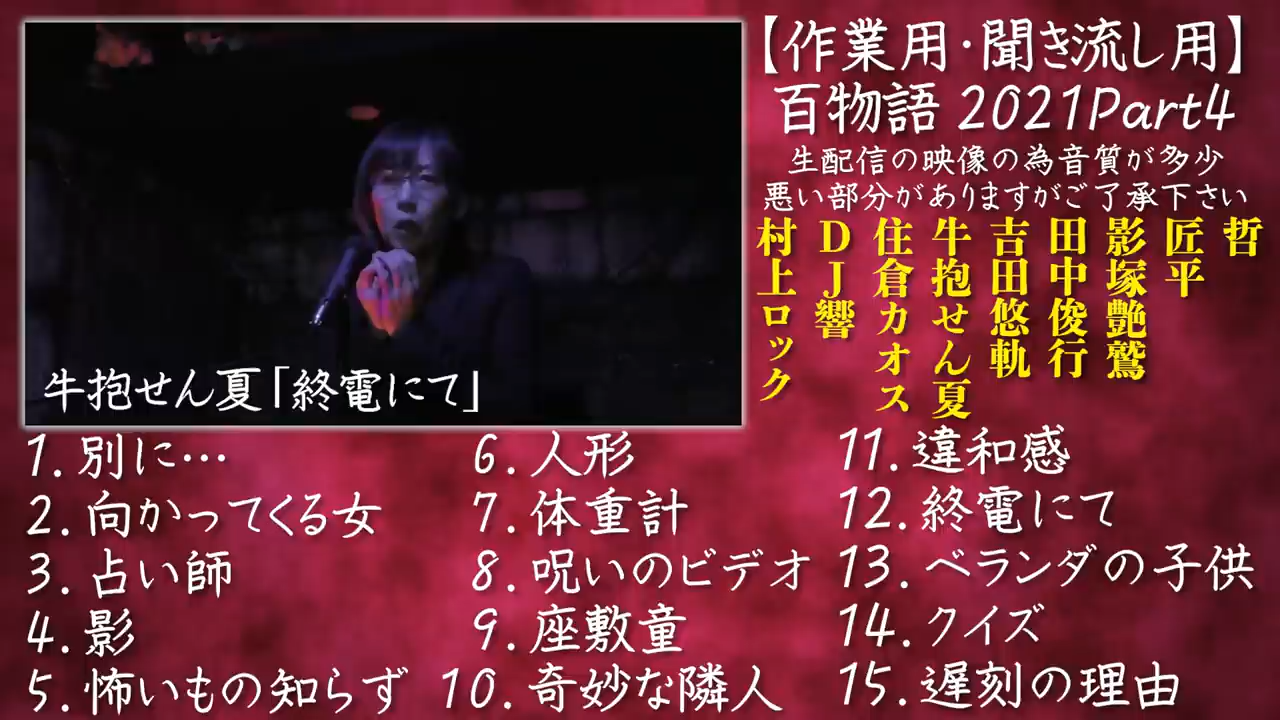 【作業用・聞き流し用】
百物語 2021Part4
生配信の映像の為音質が多少
悪い部分がありますがご了承下さい
哲
匠平
影塚艶鷲
田中俊行
吉田悠軌
牛抱せん夏
住倉カオス
DJ響
村上ロック
牛抱せん夏「終電にて」
1.別に…
2.向かってくる女
3.占い師
4.影
5.怖いもの知らず
6.人形
7.体重計
8.呪いのビデオ
9.座敷童
10.奇妙な隣人
11.違和感
12.終電にて
13.ベランダの子供
14.クイズ
15.遅刻の理由